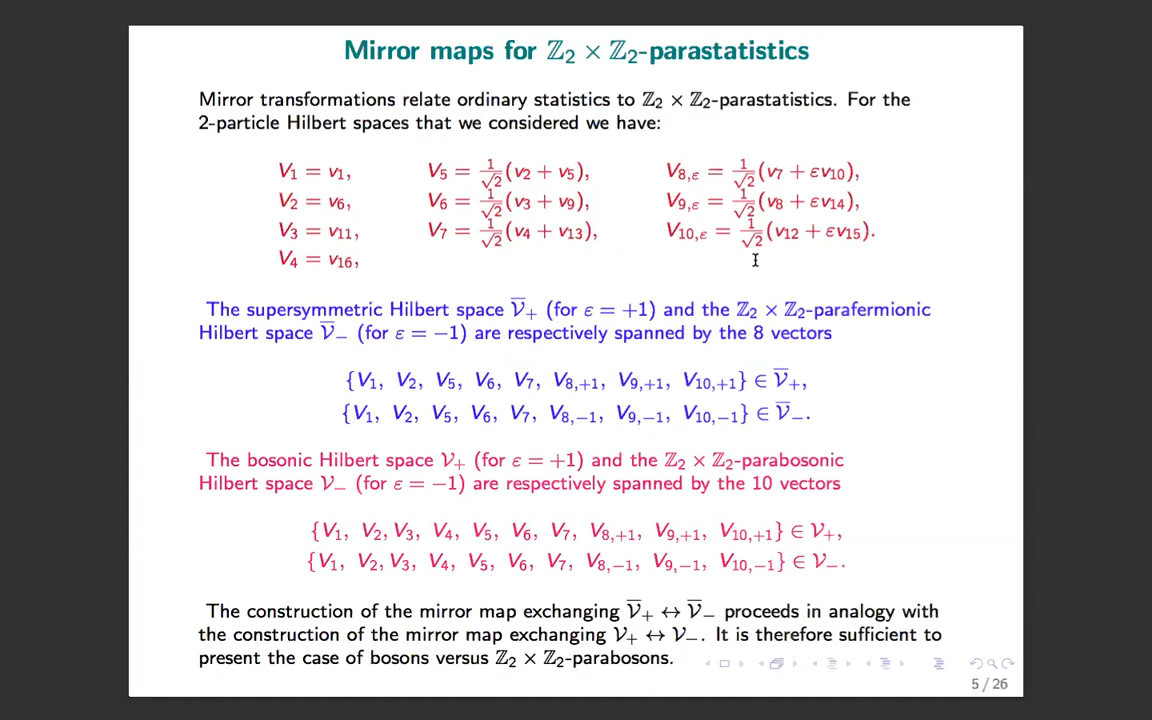 Mirror maps for ℤ₂ × ℤ₂-parastatistics
Mirror transformations relate ordinary statistics to ℤ₂ × ℤ₂-parastatistics. For the
2-particle Hilbert spaces that we considered we have:
V₁ = v₁, V₅ = 1/√2 (v₂ + v₅), V₈,ε = 1/√2 (v₇ + εv₁₀),
V₂ = v₆, V₆ = 1/√2 (v₃ + v₉), V₉,ε = 1/√2 (v₈ + εv₁₄),
V₃ = v₁₁, V₇ = 1/√2 (v₄ + v₁₃), V₁₀,ε = 1/√2 (v₁₂ + εv₁₅).
V₄ = v₁₆,
The supersymmetric Hilbert space V̅₊ (for ε = +1) and the ℤ₂ × ℤ₂-parafermionic
Hilbert space V̅₋ (for ε = −1) are respectively spanned by the 8 vectors
{V₁, V₂, V₅, V₆, V₇, V₈,₊₁, V₉,₊₁, V₁₀,₊₁} ∈ V̅₊,
{V₁, V₂, V₅, V₆, V₇, V₈,₋₁, V₉,₋₁, V₁₀,₋₁} ∈ V̅₋.
The bosonic Hilbert space V₊ (for ε = +1) and the ℤ₂ × ℤ₂-parabosonic
Hilbert space V₋ (for ε = −1) are respectively spanned by the 10 vectors
{V₁, V₂, V₃, V₄, V₅, V₆, V₇, V₈,₊₁, V₉,₊₁, V₁₀,₊₁} ∈ V₊,
{V₁, V₂, V₃, V₄, V₅, V₆, V₇, V₈,₋₁, V₉,₋₁, V₁₀,₋₁} ∈ V₋.
The construction of the mirror map exchanging V̅₊ ↔ V̅₋ proceeds in analogy with
the construction of the mirror map exchanging V₊ ↔ V₋. It is therefore sufficient to
present the case of bosons versus ℤ₂ × ℤ₂-parabosons.
5 / 26